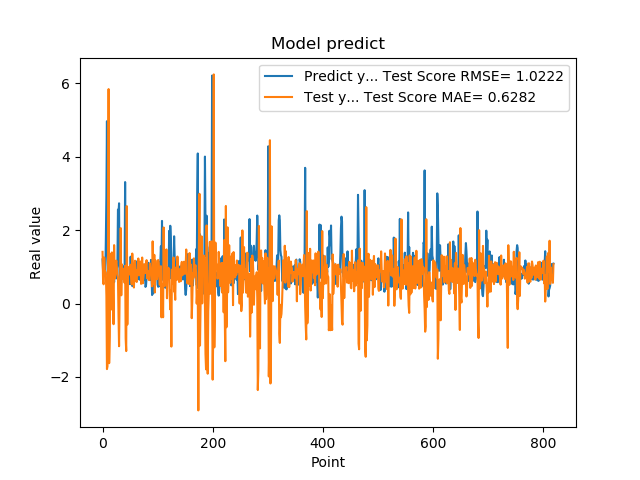 Model predict
Predict y... Test Score RMSE= 1.0222
Test y... Test Score MAE= 0.6282
Real value
6
4
2
0
−2
0 200 400 600 800
Point